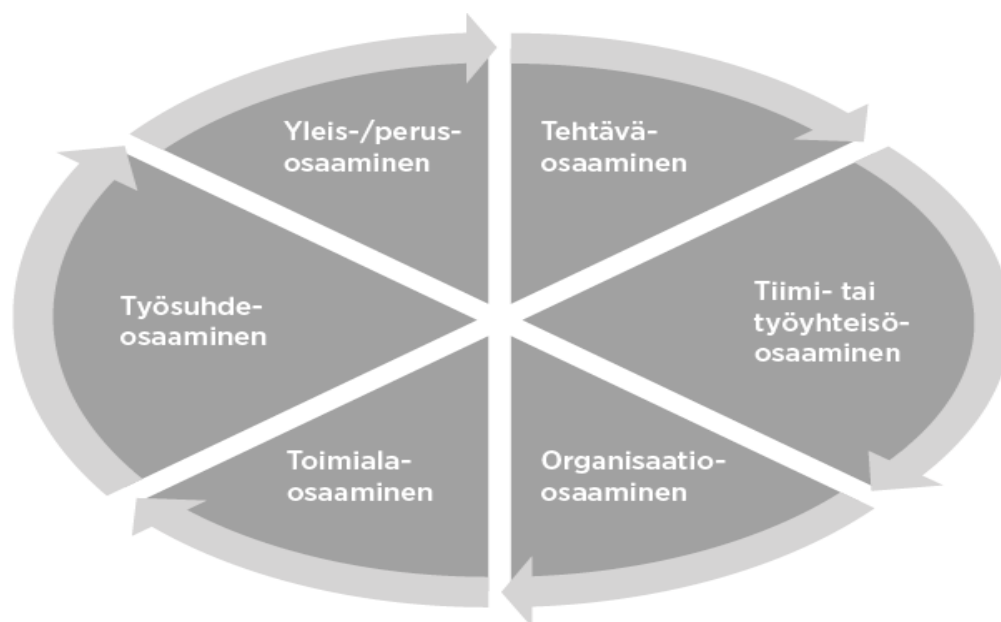 Yleis-/perus-
osaaminen
Tehtävä-
osaaminen
Tiimi- tai
työyhteisö-
osaaminen
Organisaatio-
osaaminen
Toimiala-
osaaminen
Työsuhde-
osaaminen